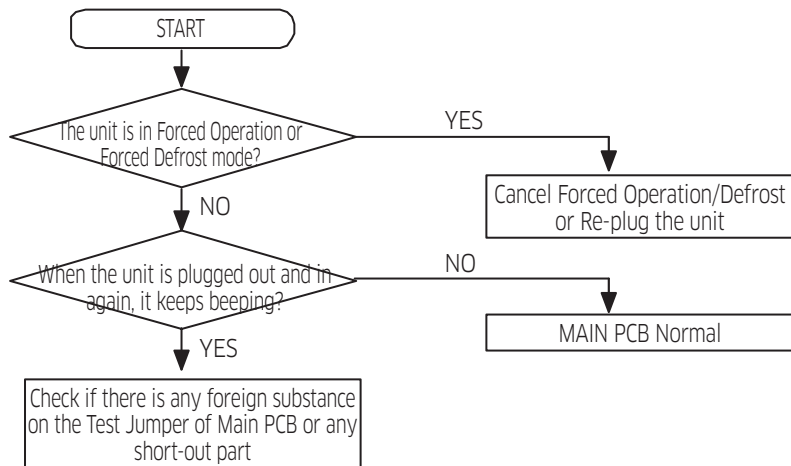 START
The unit is in Forced Operation or
Forced Defrost mode?
YES
Cancel Forced Operation/Defrost
or Re-plug the unit
NO
When the unit is plugged out and in
again, it keeps beeping?
NO
MAIN PCB Normal
YES
Check if there is any foreign substance
on the Test Jumper of Main PCB or any
short-out part